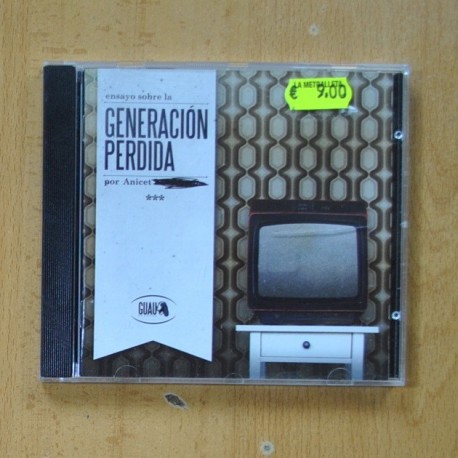 ensayo sobre la
GENERACIÓN
PERDIDA
por Anicet
***
GUAU
LA METRALLETA
€ 9,00